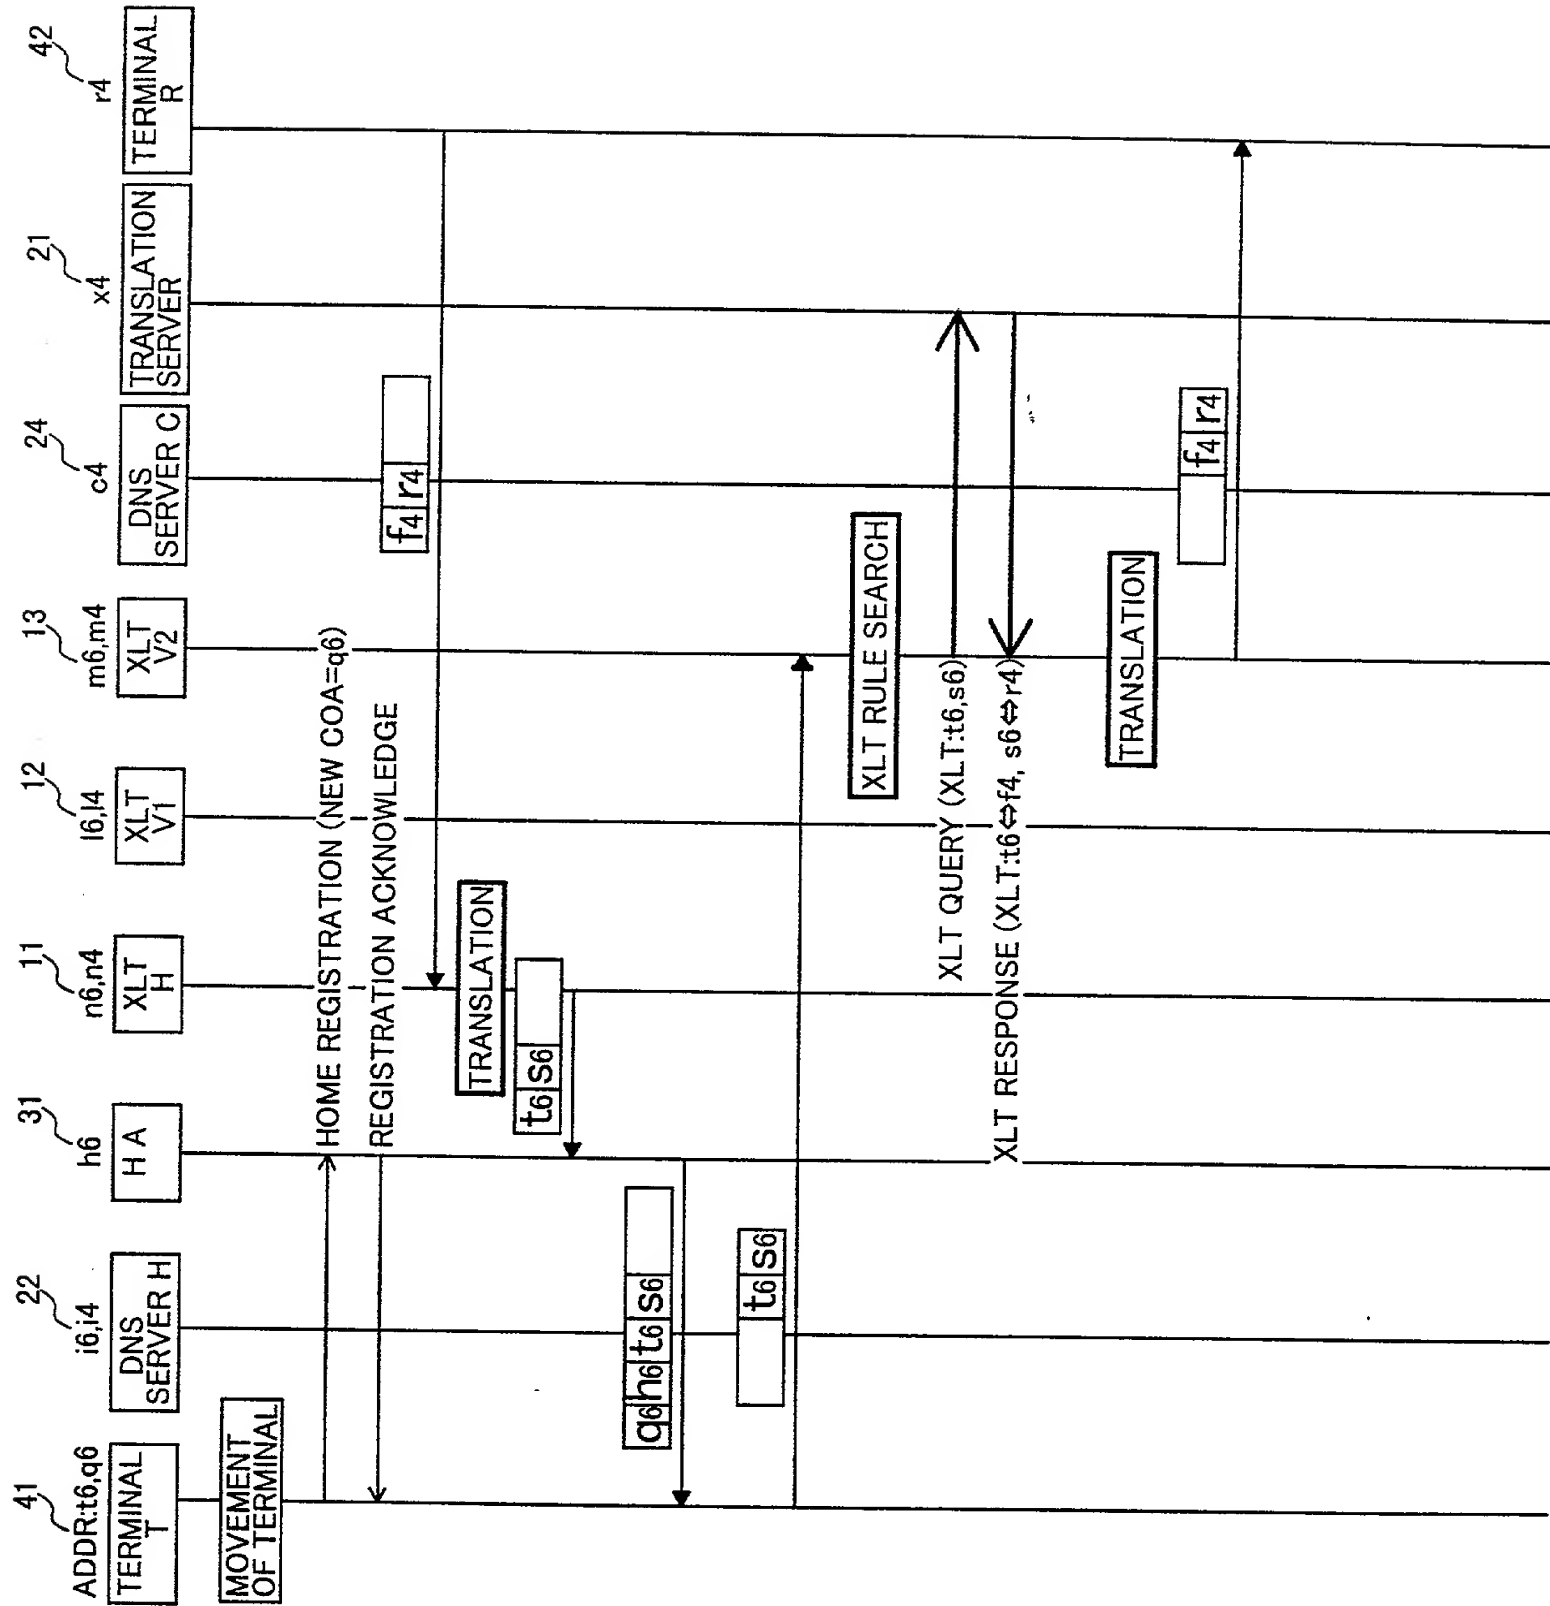 41
22
31
11
12
13
24
21
42
ADDR:t6,q6
i6,i4
h6
n6,n4
l6,l4
m6,m4
c4
x4
r4
TERMINAL
T
DNS
SERVER H
H A
XLT
H
XLT
V1
XLT
V2
DNS
SERVER C
TRANSLATION
SERVER
TERMINAL
R
MOVEMENT
OF TERMINAL
HOME REGISTRATION (NEW COA=q6)
REGISTRATION ACKNOWLEDGE
f4 r4
TRANSLATION
t6 s6
q6 h6 t6 s6
t6 s6
XLT RULE SEARCH
XLT QUERY (XLT:t6,s6)
XLT RESPONSE (XLT:t6⇔f4, s6⇔r4)
TRANSLATION
f4 r4